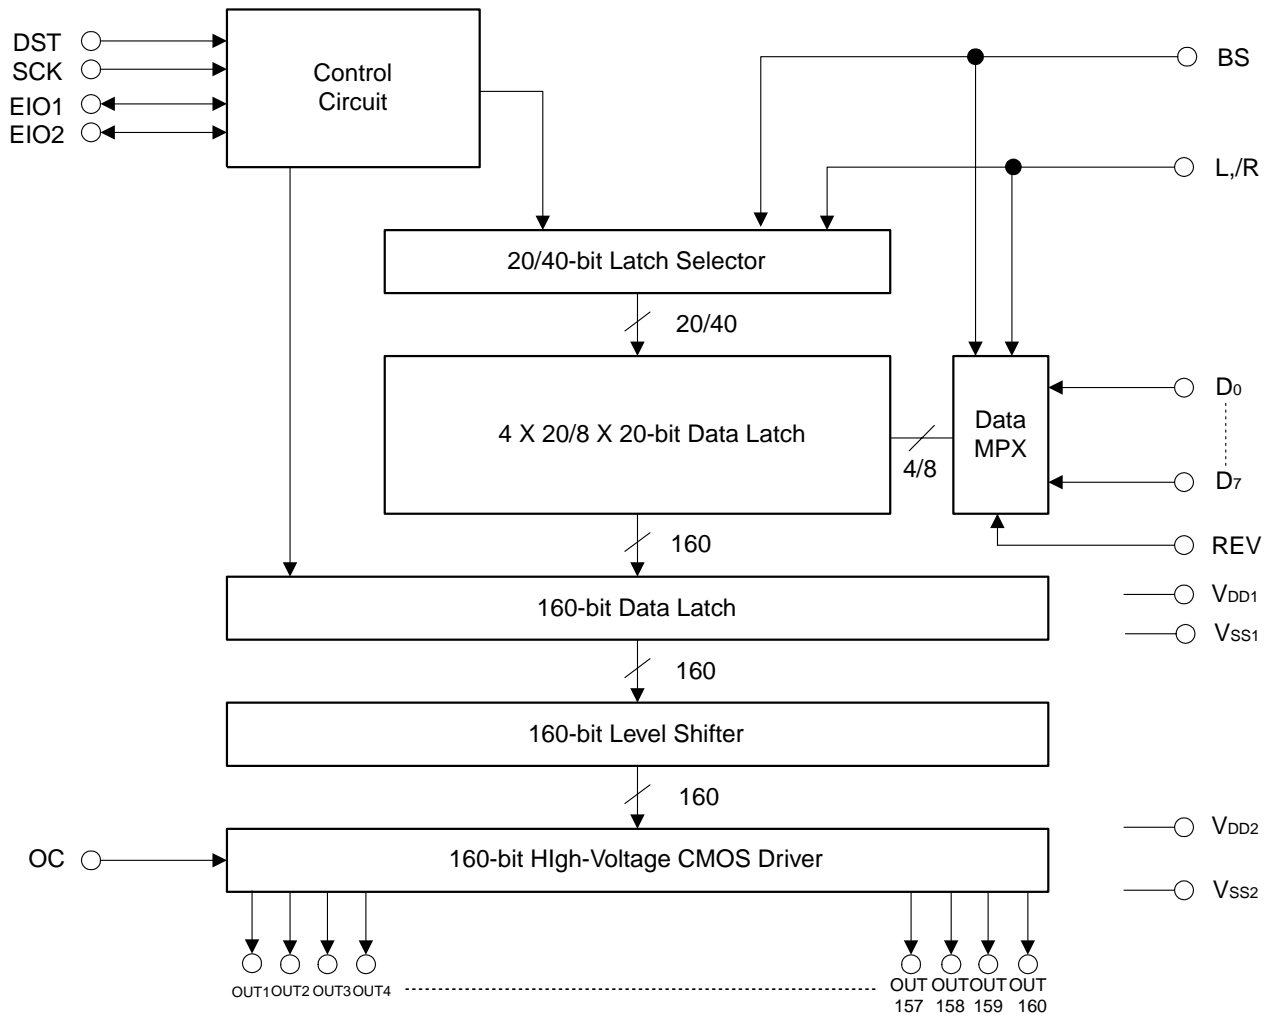 DST
SCK
EIO1
EIO2
Control
Circuit
BS
L,/R
20/40-bit Latch Selector
20/40
4 X 20/8 X 20-bit Data Latch
4/8
Data
MPX
D0
D7
REV
160
160-bit Data Latch
VDD1
VSS1
160
160-bit Level Shifter
160
OC
160-bit HIgh-Voltage CMOS Driver
VDD2
VSS2
OUT1 OUT2 OUT3 OUT4
OUT OUT OUT OUT
157 158 159 160